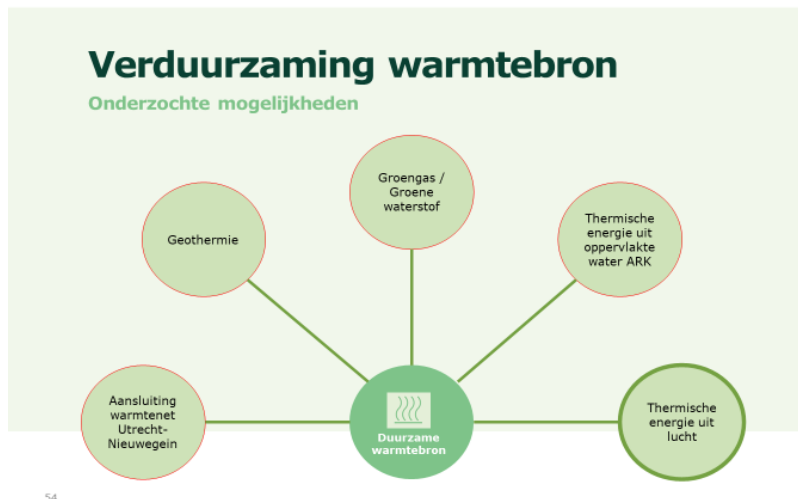 Verduurzaming warmtebron
Onderzochte mogelijkheden
Groengas /
Groene
waterstof
Geothermie
Thermische
energie uit
oppervlakte
water ARK
Aansluiting
warmtenet
Utrecht-
Nieuwegein
Duurzame
warmtebron
Thermische
energie uit
lucht
54